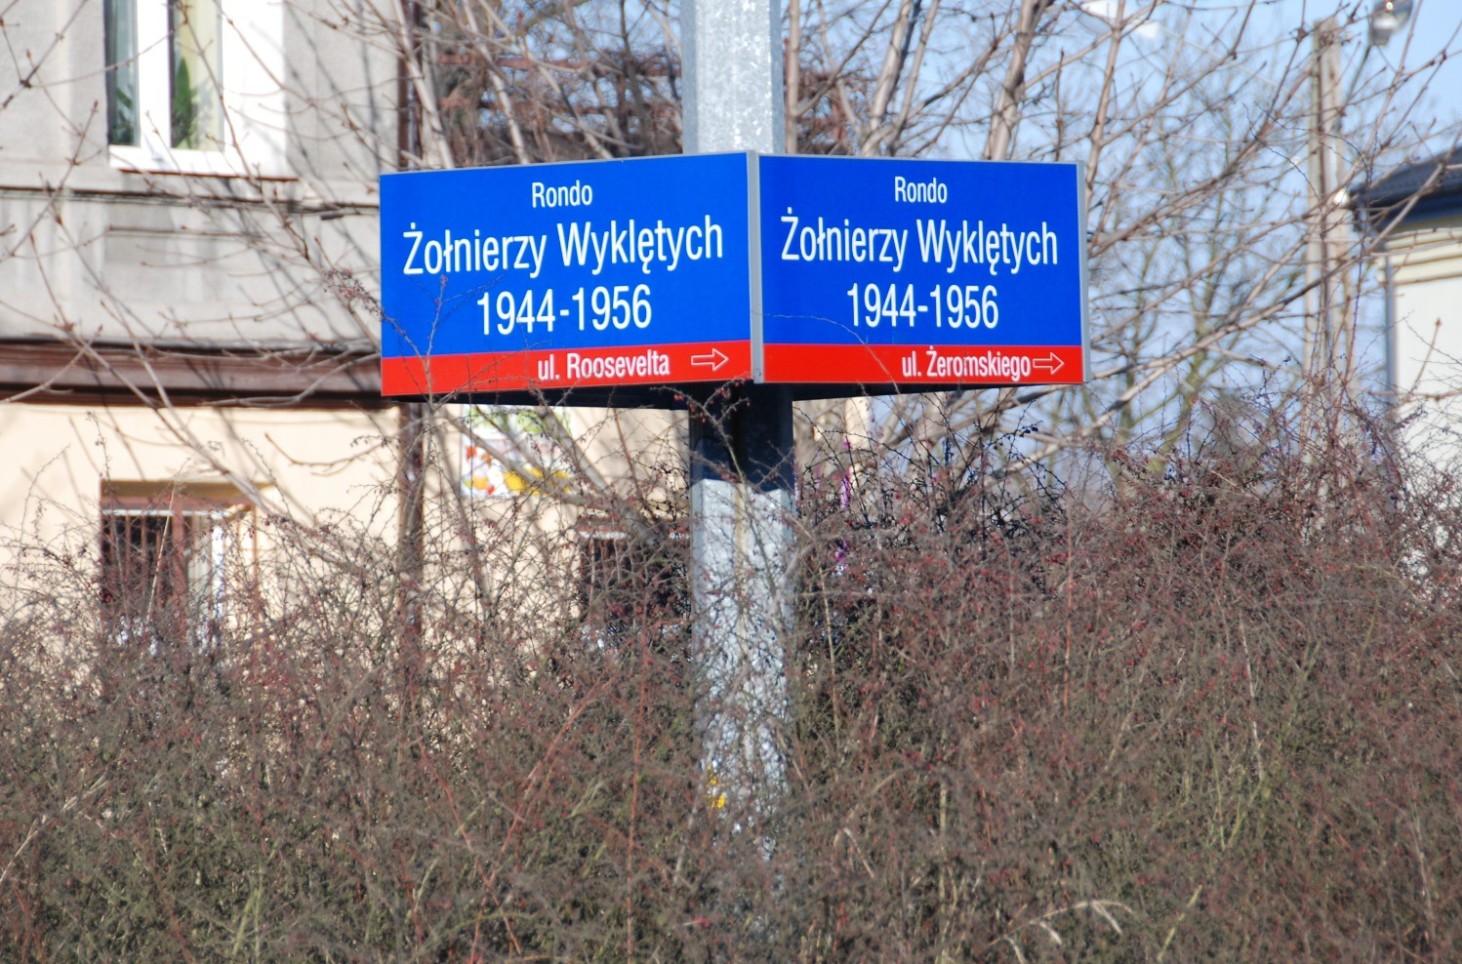 Rondo
Żołnierzy Wyklętych
1944-1956
ul. Roosevelta
Rondo
Żołnierzy Wyklętych
1944-1956
ul. Żeromskiego